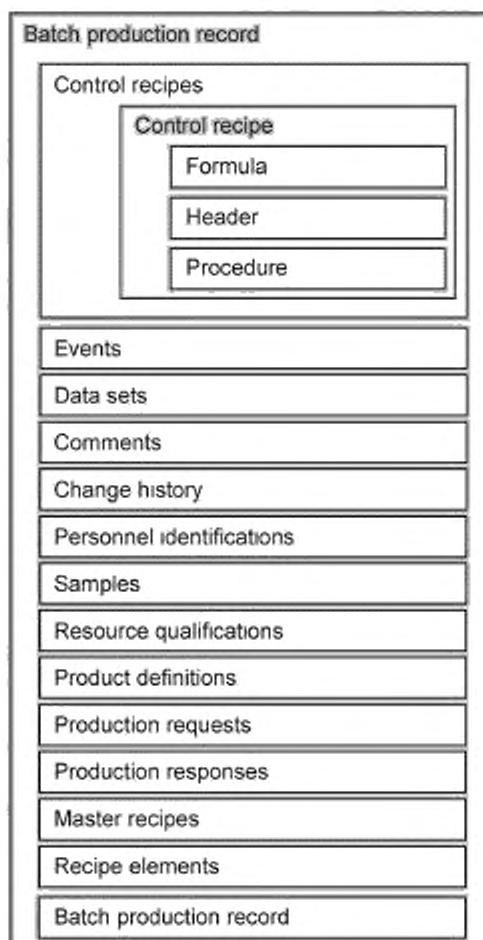 Batch production record
Control recipes
Control recipe
Formula
Header
Procedure
Events
Data sets
Comments
Change history
Personnel identifications
Samples
Resource qualifications
Product definitions
Production requests
Production responses
Master recipes
Recipe elements
Batch production record